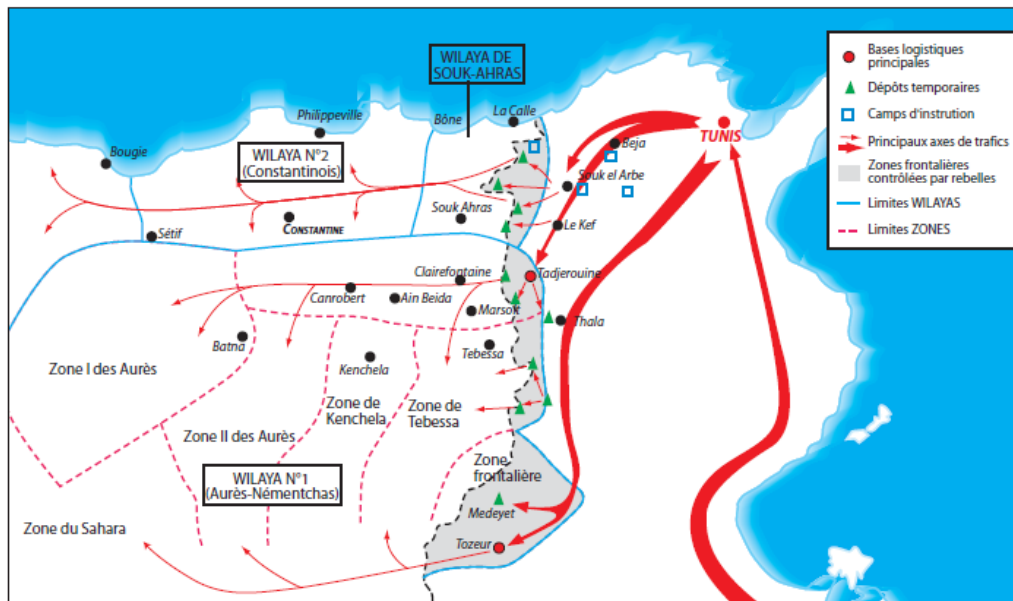 WILAYA DE
SOUK-AHRAS
Bases logistiques
principales
Dépôts temporaires
Camps d'instrution
Principaux axes de trafics
Zones frontalières
contrôlées par rebelles
Limites WILAYAS
Limites ZONES
Philippeville
Bône
La Calle
TUNIS
Bougie
WILAYA N°2
(Constantinois)
Beja
Souk el Arbe
Souk Ahras
CONSTANTINE
Le Kef
Sétif
Clairefontaine
Tadjerouine
Canrobert
Ain Beida
Marsott
Thala
Batna
Tebessa
Zone I des Aurès
Kenchela
Zone de
Kenchela
Zone de
Tebessa
Zone II des Aurès
Zone
frontalière
WILAYA N°1
(Aurès-Némentchas)
Medeyet
Zone du Sahara
Tozeur